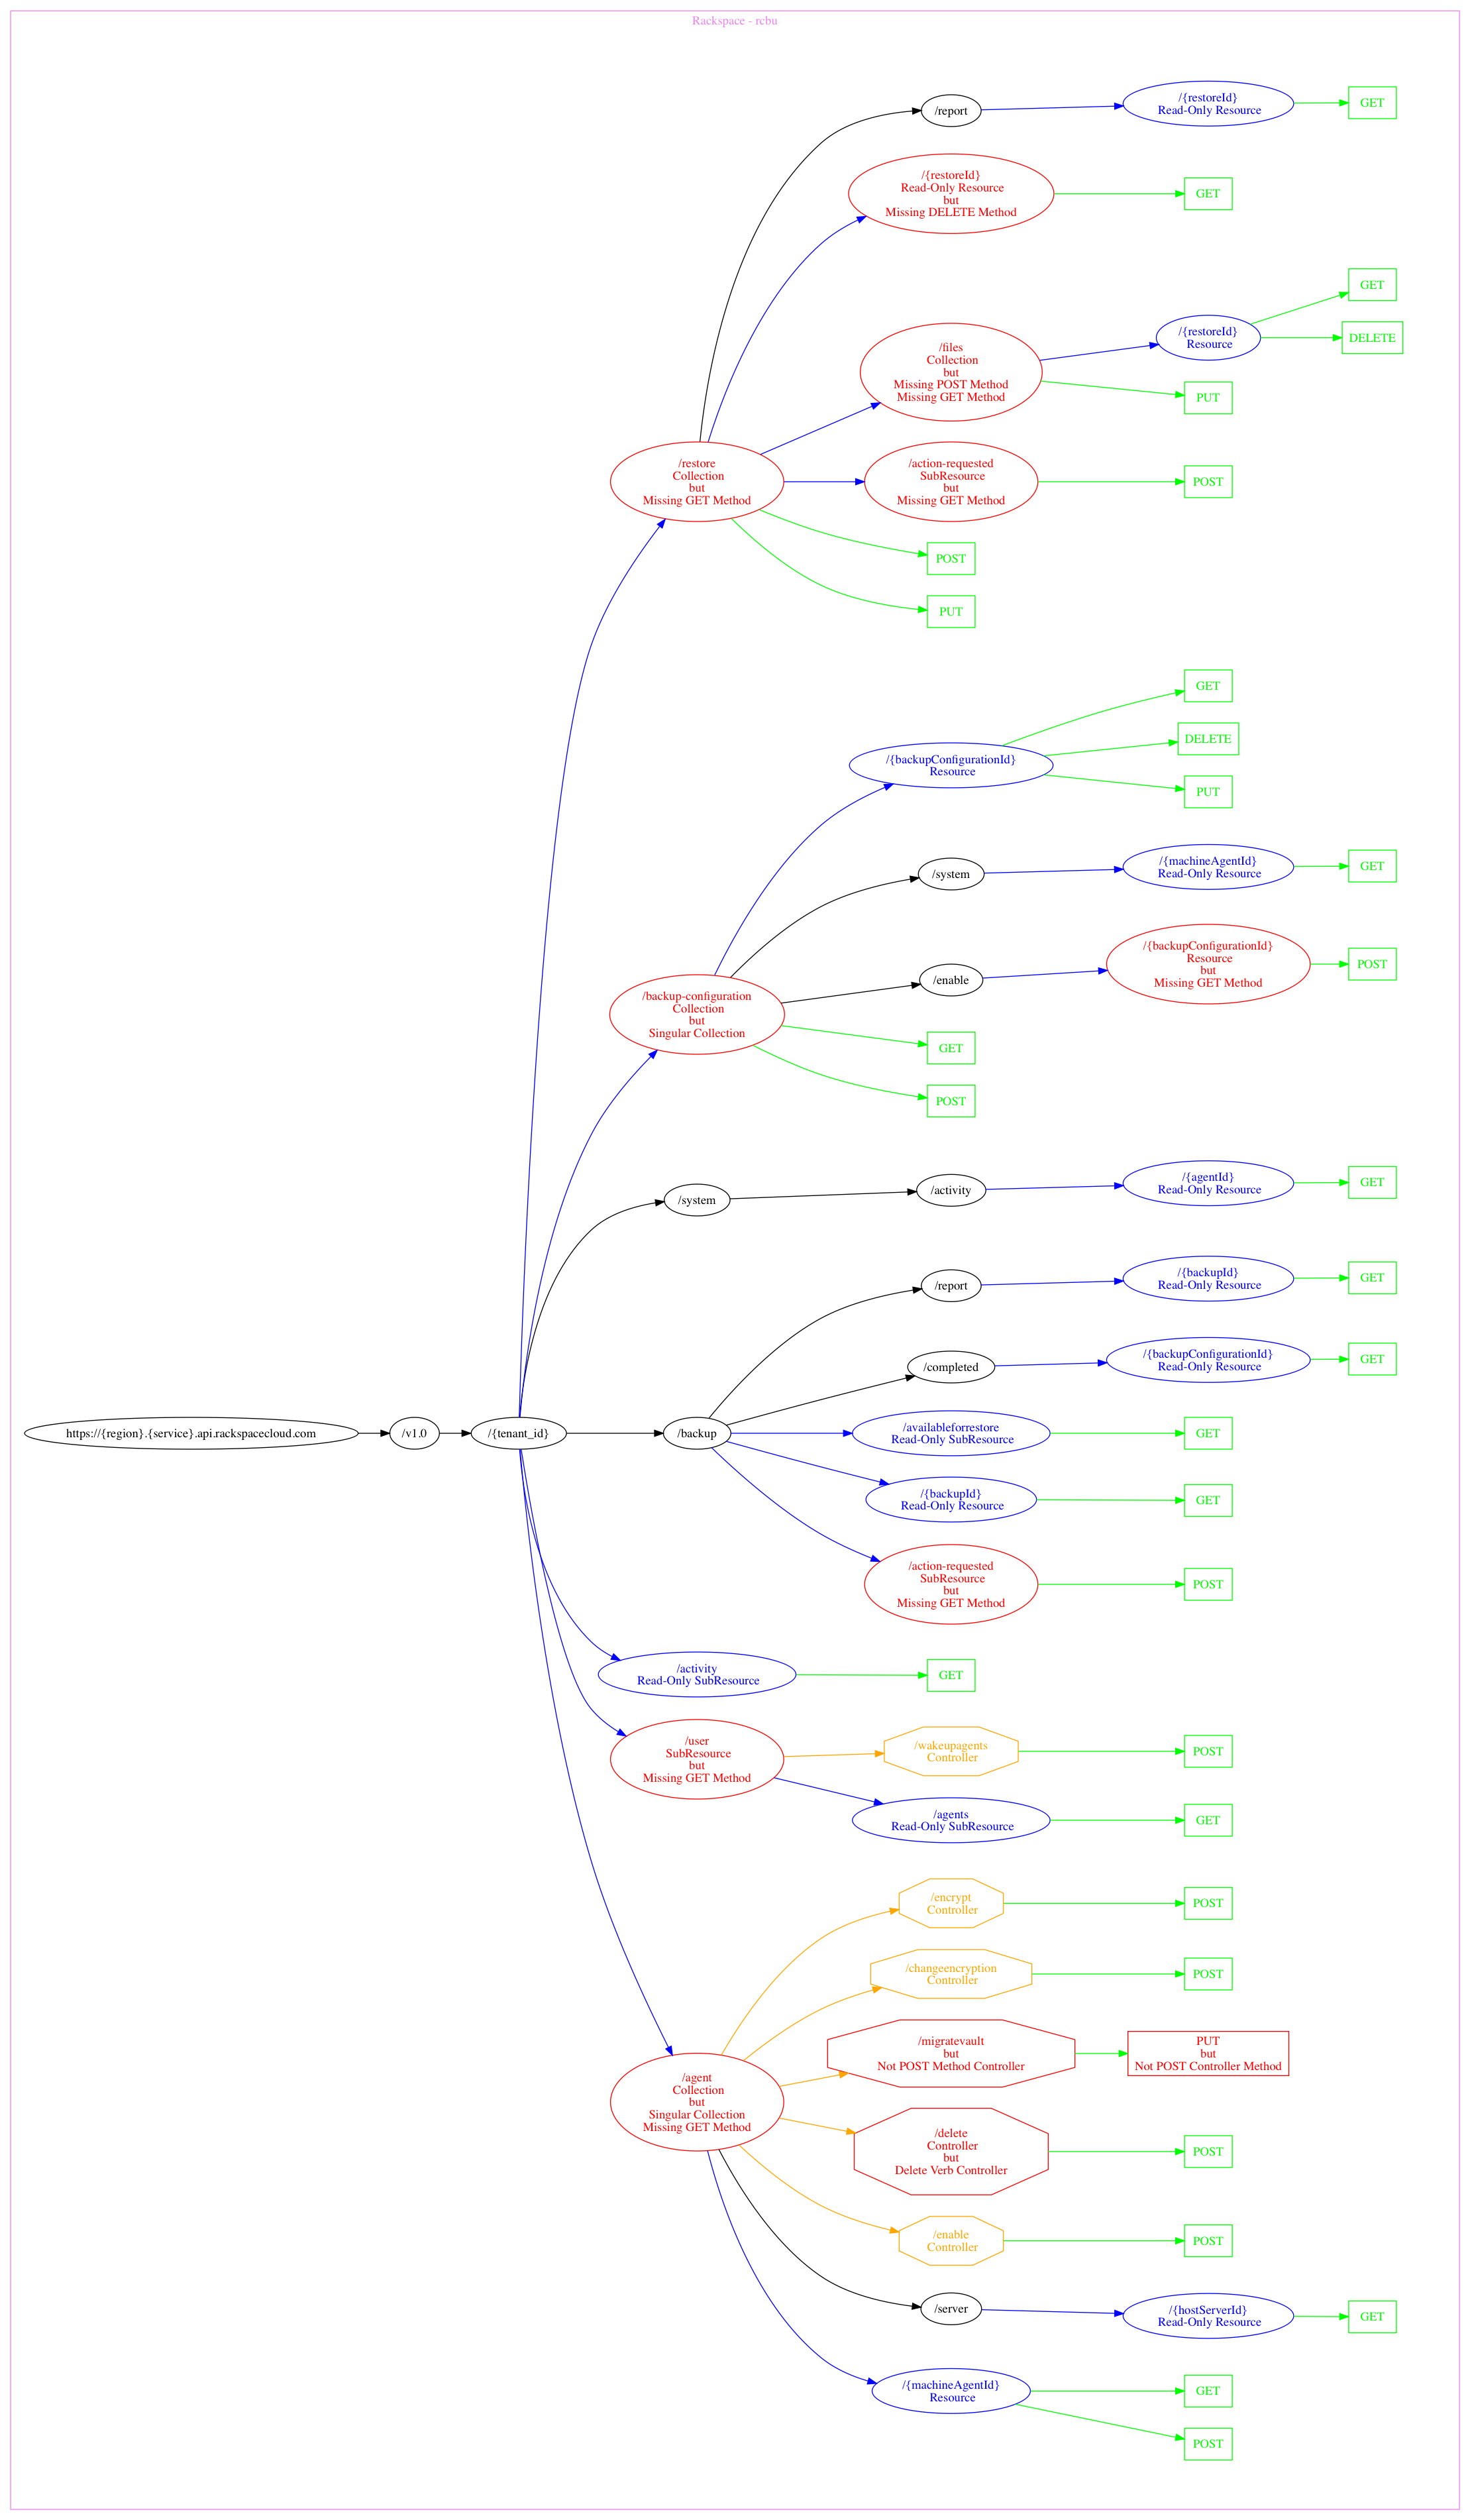 Rackspace - rcbu
/report
/{restoreId}
Read-Only Resource
GET
/{restoreId}
Read-Only Resource
but
Missing DELETE Method
GET
/files
Collection
but
Missing POST Method
Missing GET Method
/{restoreId}
Resource
GET
DELETE
PUT
/restore
Collection
but
Missing GET Method
/action-requested
SubResource
but
Missing GET Method
POST
POST
PUT
/{backupConfigurationId}
Resource
GET
DELETE
PUT
/system
/{machineAgentId}
Read-Only Resource
GET
/backup-configuration
Collection
but
Singular Collection
/enable
/{backupConfigurationId}
Resource
but
Missing GET Method
POST
GET
POST
/system
/activity
/{agentId}
Read-Only Resource
GET
/report
/{backupId}
Read-Only Resource
GET
/completed
/{backupConfigurationId}
Read-Only Resource
GET
https://{region}.{service}.api.rackspacecloud.com
/v1.0
/{tenant_id}
/backup
/availableforrestore
Read-Only SubResource
GET
/{backupId}
Read-Only Resource
GET
/action-requested
SubResource
but
Missing GET Method
POST
/activity
Read-Only SubResource
GET
/user
SubResource
but
Missing GET Method
/wakeupagents
Controller
POST
/agents
Read-Only SubResource
GET
/encrypt
Controller
POST
/changeencryption
Controller
POST
/migratevault
but
Not POST Method Controller
PUT
but
Not POST Controller Method
/agent
Collection
but
Singular Collection
Missing GET Method
/delete
Controller
but
Delete Verb Controller
POST
/enable
Controller
POST
/server
/{hostServerId}
Read-Only Resource
GET
/{machineAgentId}
Resource
GET
POST